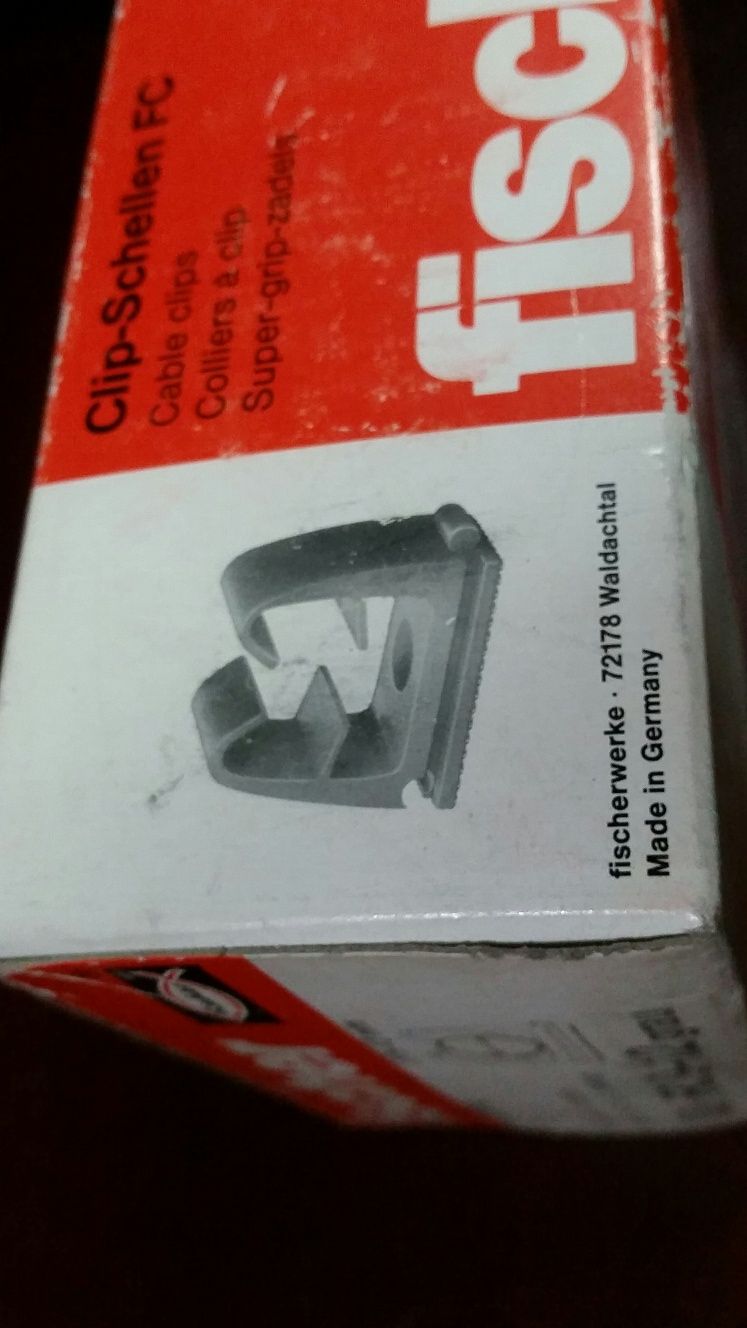 Clip-Schellen FC
Cable clips
Colliers à clip
Super-grip-zadels
fisch
fischerwerke · 72178 Waldachtal
Made in Germany